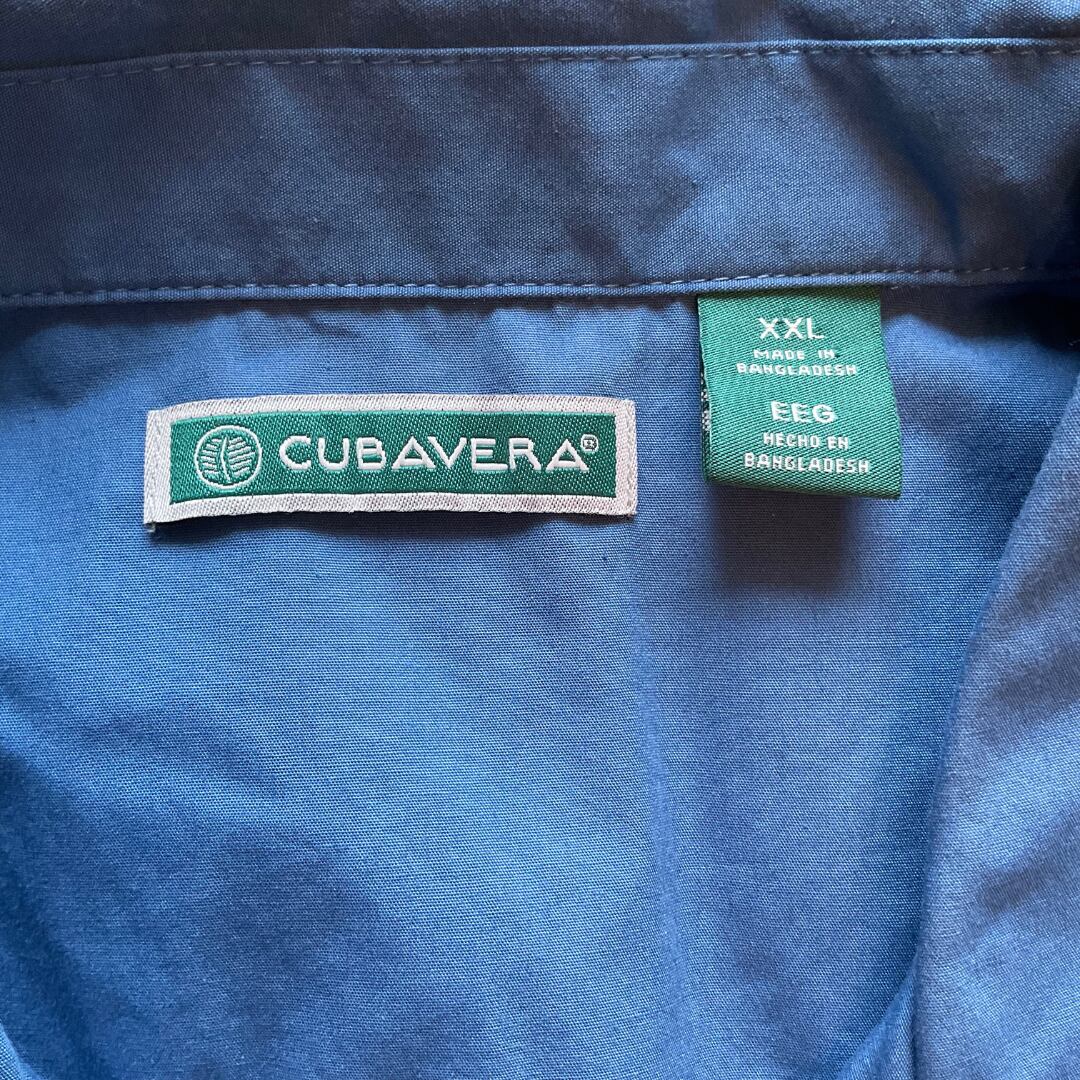 CUBAVERA®
XXL
MADE IN
BANGLADESH
EEG
HECHO EN
BANGLADESH